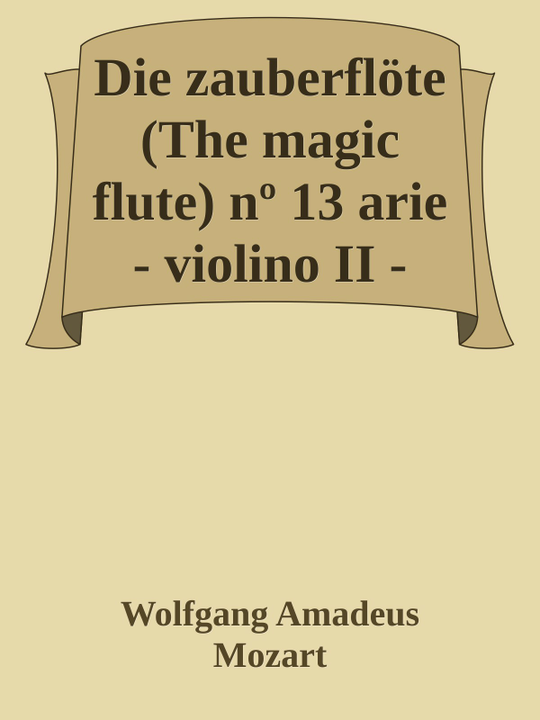 Die zauberflöte
(The magic
flute) nº 13 arie
- violino II -
Wolfgang Amadeus
Mozart